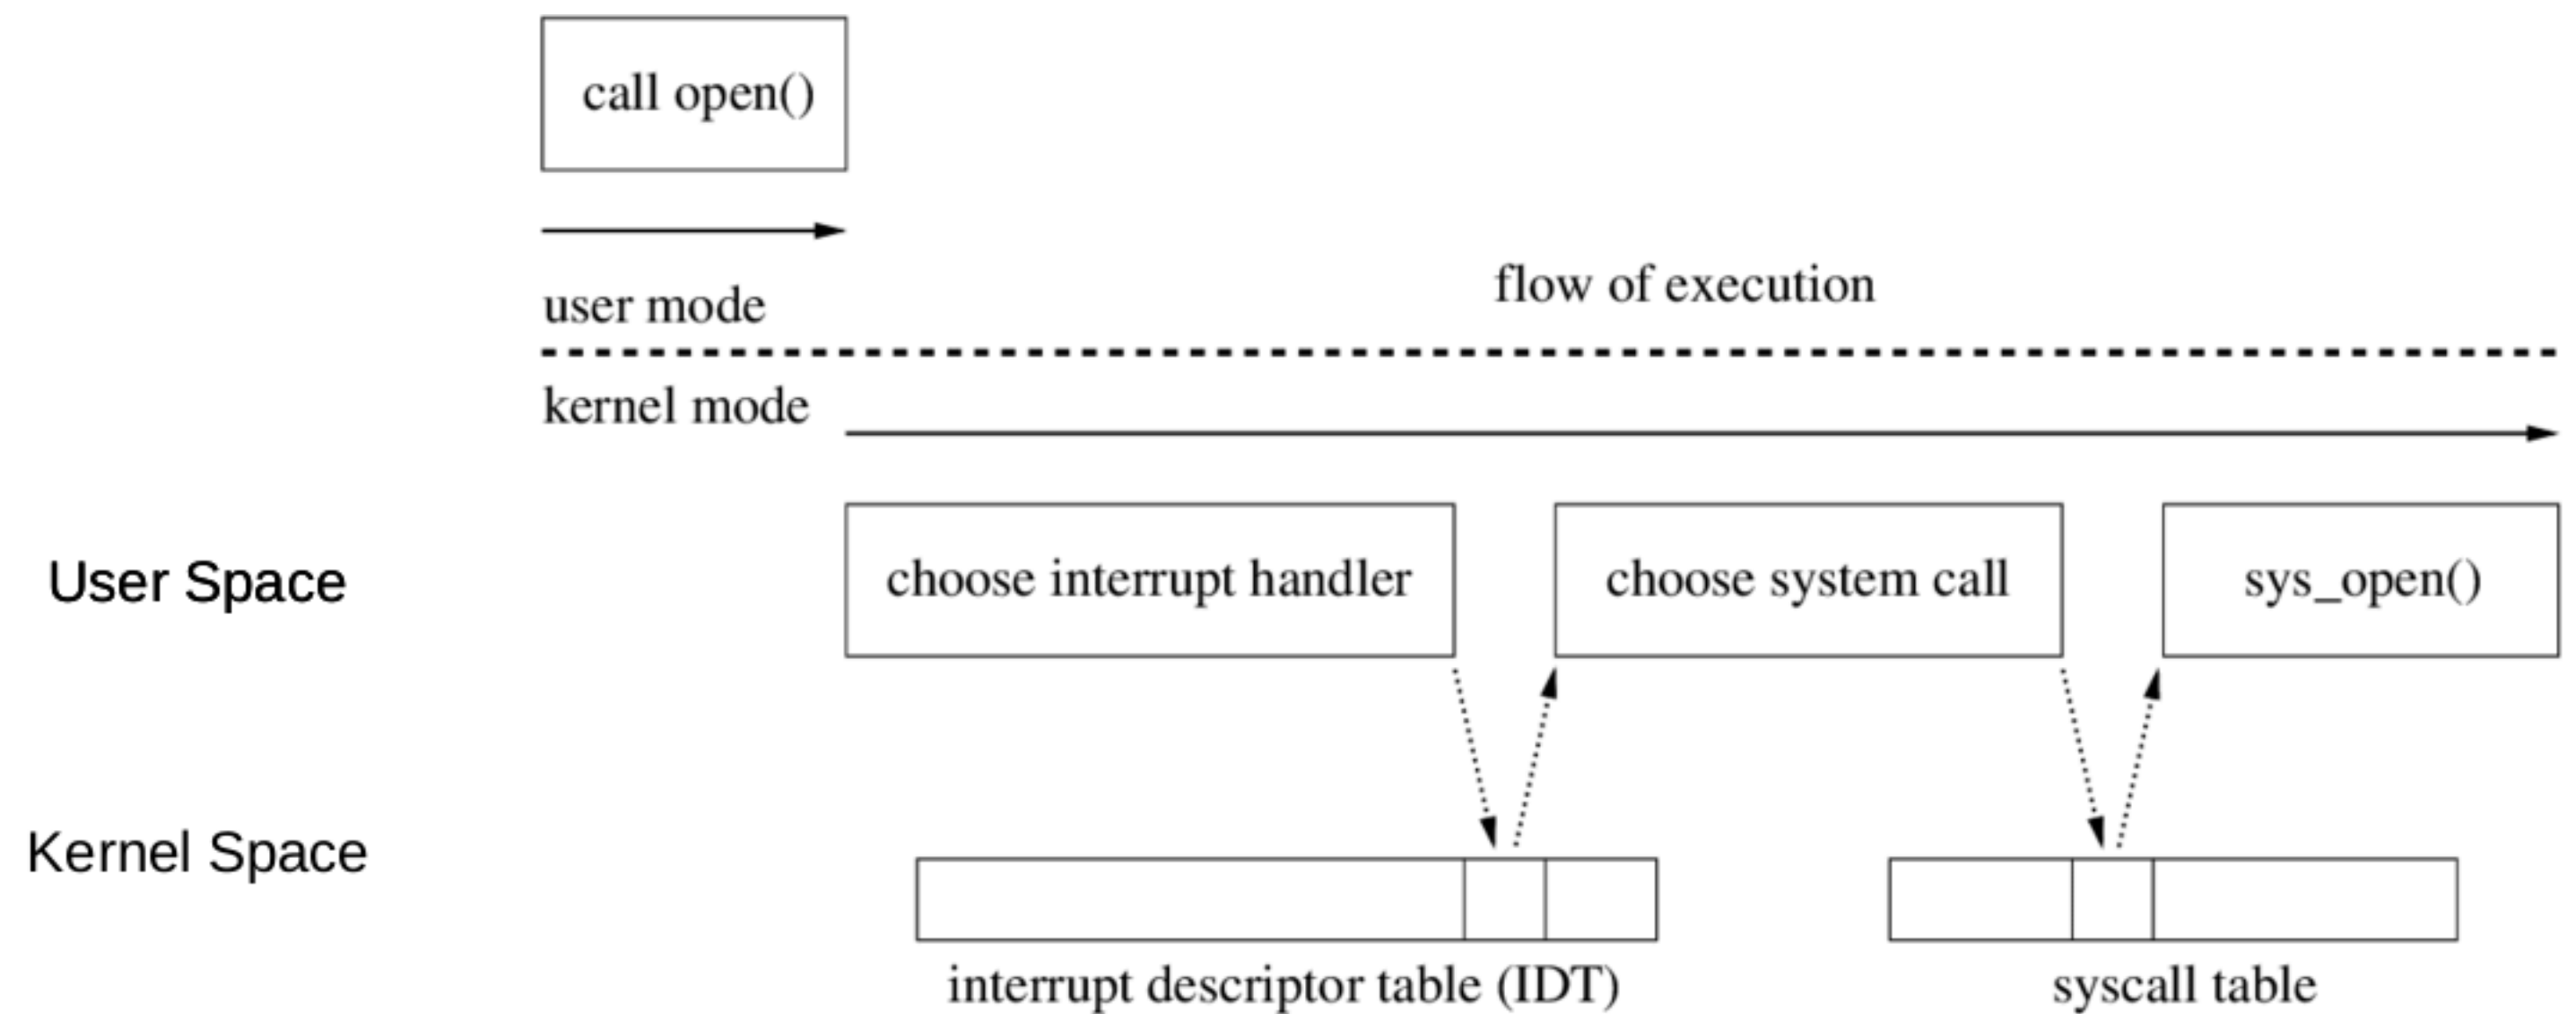 call open()
user mode
flow of execution
kernel mode
User Space
choose interrupt handler
choose system call
sys_open()
Kernel Space
interrupt descriptor table (IDT)
syscall table